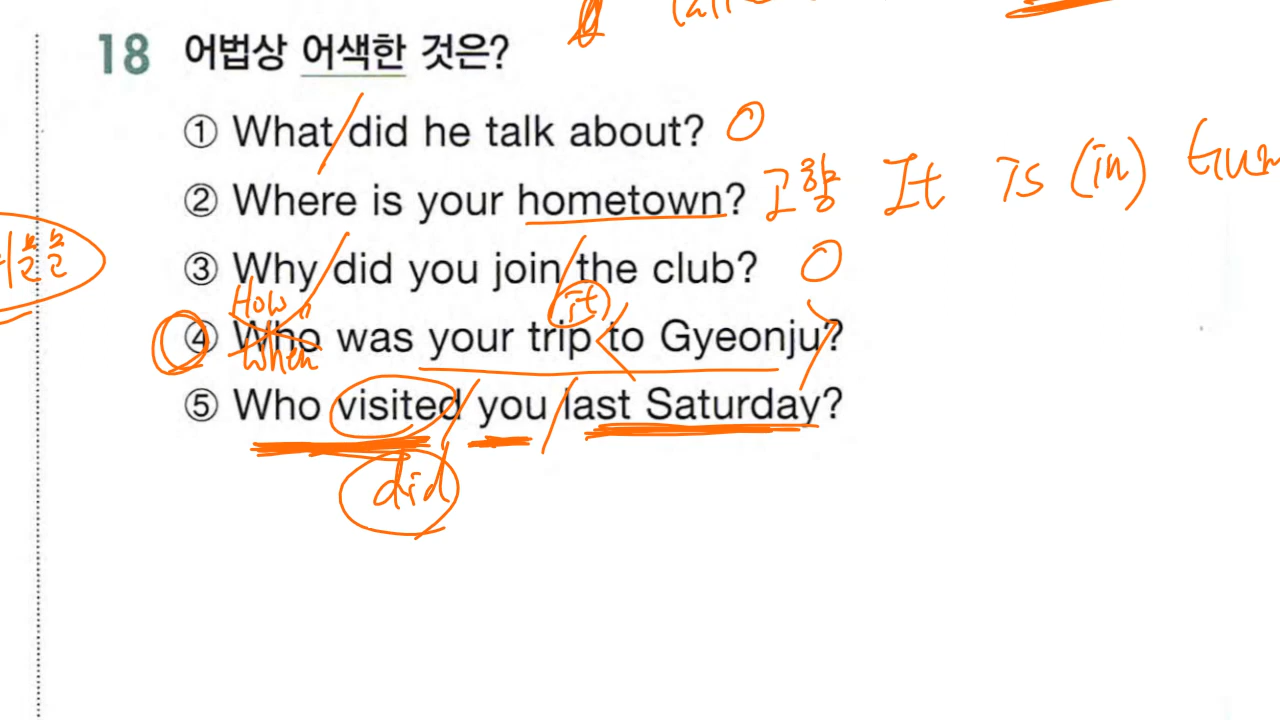 18 어법상 어색한 것은?
① What did he talk about?
② Where is your hometown? 고향 It is (in)
③ Why did you join the club?
How it
④ Who was your trip to Gyeonju?
When
⑤ Who visited you last Saturday?
did